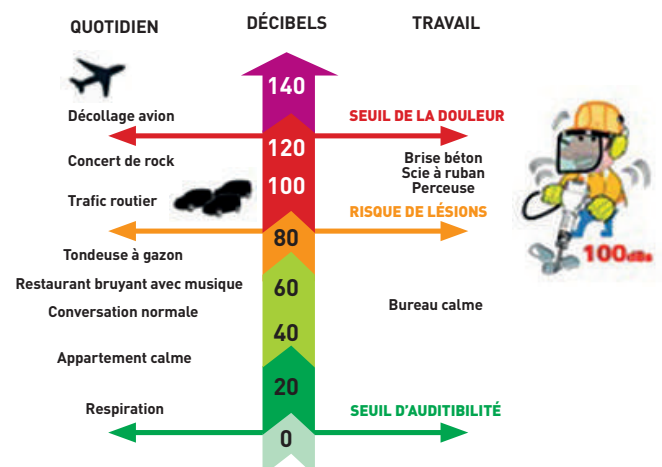 QUOTIDIEN
DÉCIBELS
TRAVAIL
140
Décollage avion
SEUIL DE LA DOULEUR
120
Concert de rock
Brise béton
Scie à ruban
Perceuse
100
Trafic routier
RISQUE DE LÉSIONS
80
Tondeuse à gazon
100dBs
Restaurant bruyant avec musique
60
Conversation normale
Bureau calme
40
Appartement calme
20
Respiration
SEUIL D'AUDITIBILITÉ
0